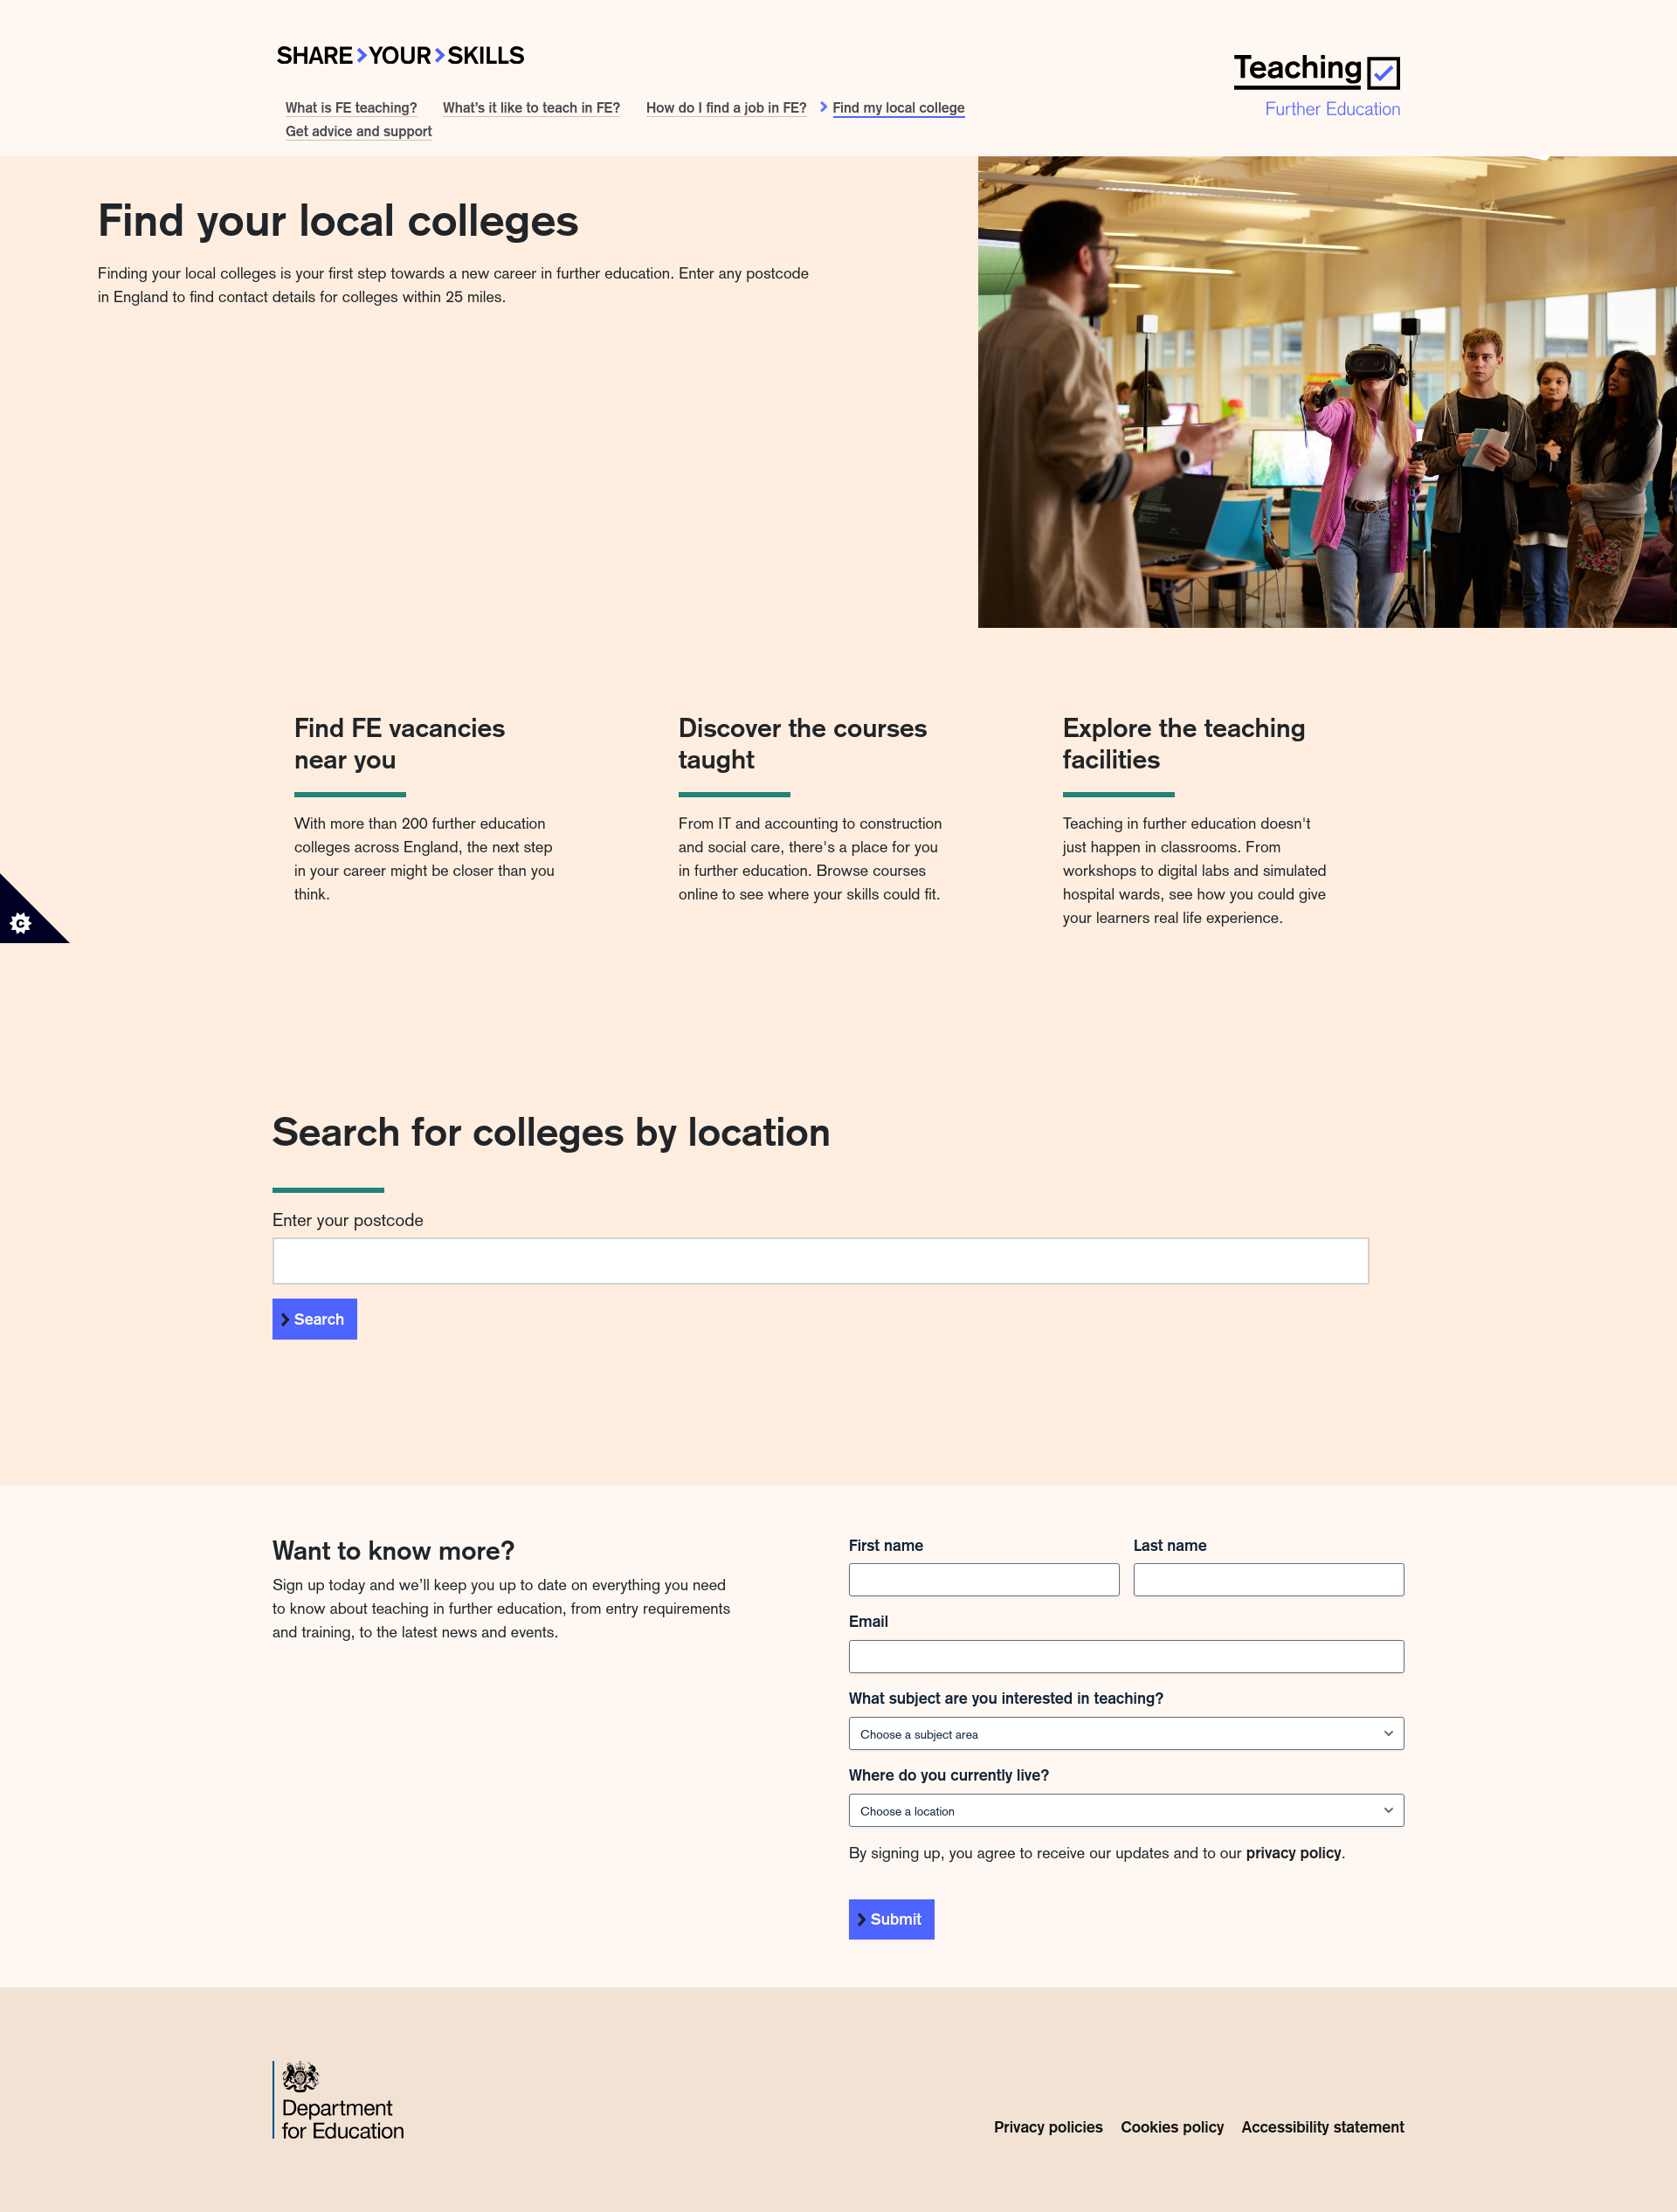 SHARE YOUR SKILLS
Teaching
Further Education
What is FE teaching? What's it like to teach in FE? How do I find a job in FE? Find my local college
Get advice and support
Find your local colleges
Finding your local colleges is your first step towards a new career in further education. Enter any postcode
in England to find contact details for colleges within 25 miles.
Find FE vacancies
near you
With more than 200 further education
colleges across England, the next step
in your career might be closer than you
think.
Discover the courses
taught
From IT and accounting to construction
and social care, there's a place for you
in further education. Browse courses
online to see where your skills could fit.
Explore the teaching
facilities
Teaching in further education doesn't
just happen in classrooms. From
workshops to digital labs and simulated
hospital wards, see how you could give
your learners real life experience.
C
Search for colleges by location
Enter your postcode
Search
Want to know more?
Sign up today and we’ll keep you up to date on everything you need
to know about teaching in further education, from entry requirements
and training, to the latest news and events.
First name Last name
Email
What subject are you interested in teaching?
Choose a subject area
Where do you currently live?
Choose a location
By signing up, you agree to receive our updates and to our privacy policy.
Submit
Department
for Education
Privacy policies Cookies policy Accessibility statement